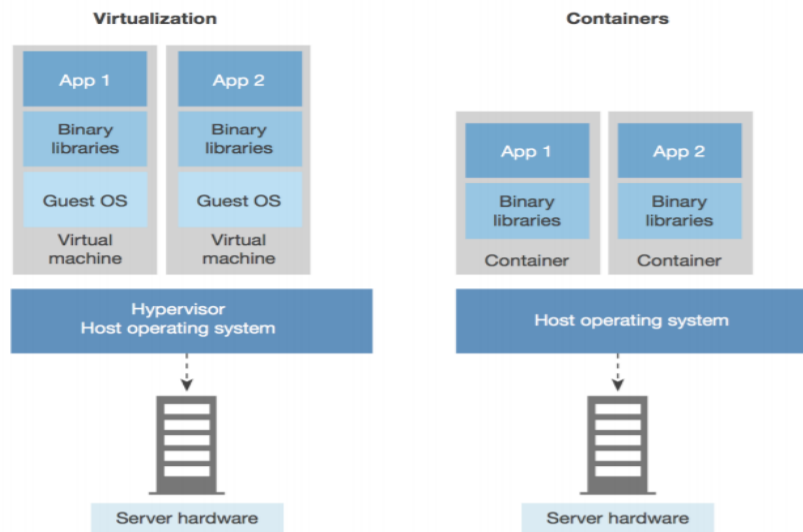 Virtualization
App 1
Binary
libraries
Guest OS
Virtual
machine
App 2
Binary
libraries
Guest OS
Virtual
machine
Hypervisor
Host operating system
Server hardware
Containers
App 1
Binary
libraries
Container
App 2
Binary
libraries
Container
Host operating system
Server hardware